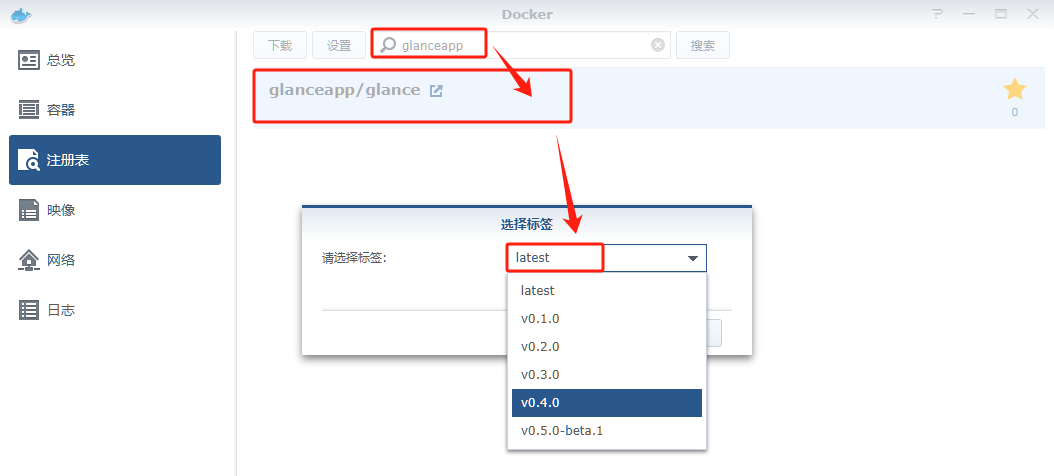 Docker
总览
容器
注册表
映像
网络
日志
下载
设置
glanceapp
搜索
glanceapp/glance
0
选择标签
请选择标签:
latest
latest
v0.1.0
v0.2.0
v0.3.0
v0.4.0
v0.5.0-beta.1